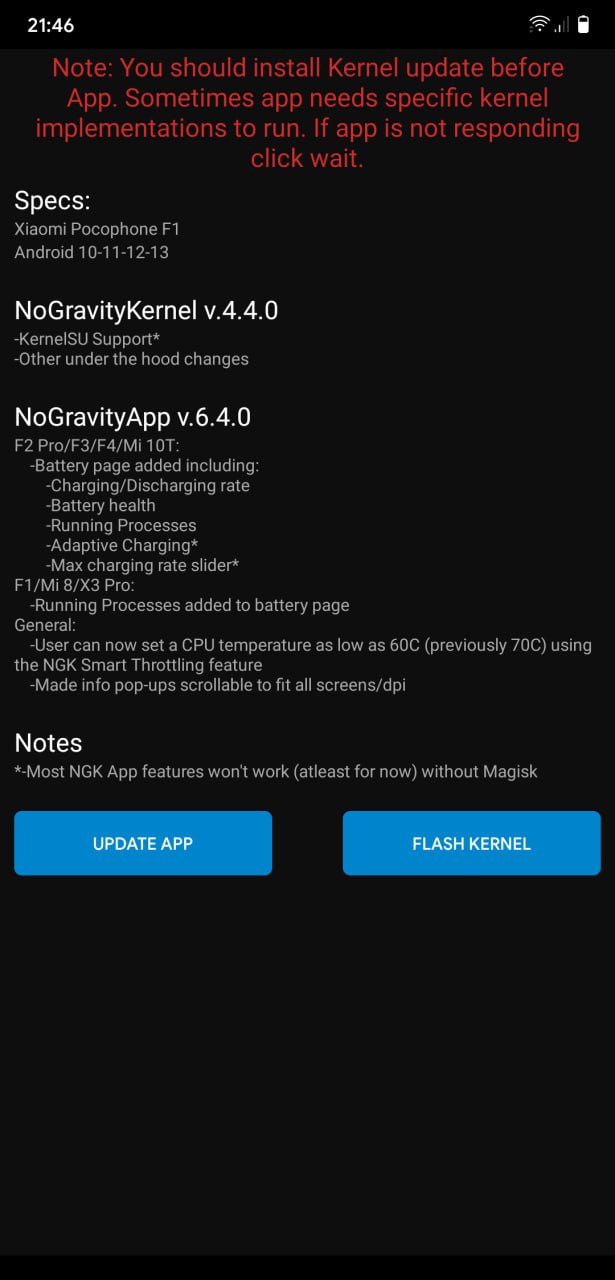 21:46
Note: You should install Kernel update before
App. Sometimes app needs specific kernel
implementations to run. If app is not responding
click wait.
Specs:
Xiaomi Pocophone F1
Android 10-11-12-13
NoGravityKernel v.4.4.0
-KernelSU Support*
-Other under the hood changes
NoGravityApp v.6.4.0
F2 Pro/F3/F4/Mi 10T:
-Battery page added including:
-Charging/Discharging rate
-Battery health
-Running Processes
-Adaptive Charging*
-Max charging rate slider*
F1/Mi 8/X3 Pro:
-Running Processes added to battery page
General:
-User can now set a CPU temperature as low as 60C (previously 70C) using
the NGK Smart Throttling feature
-Made info pop-ups scrollable to fit all screens/dpi
Notes
*-Most NGK App features won't work (atleast for now) without Magisk
UPDATE APP
FLASH KERNEL